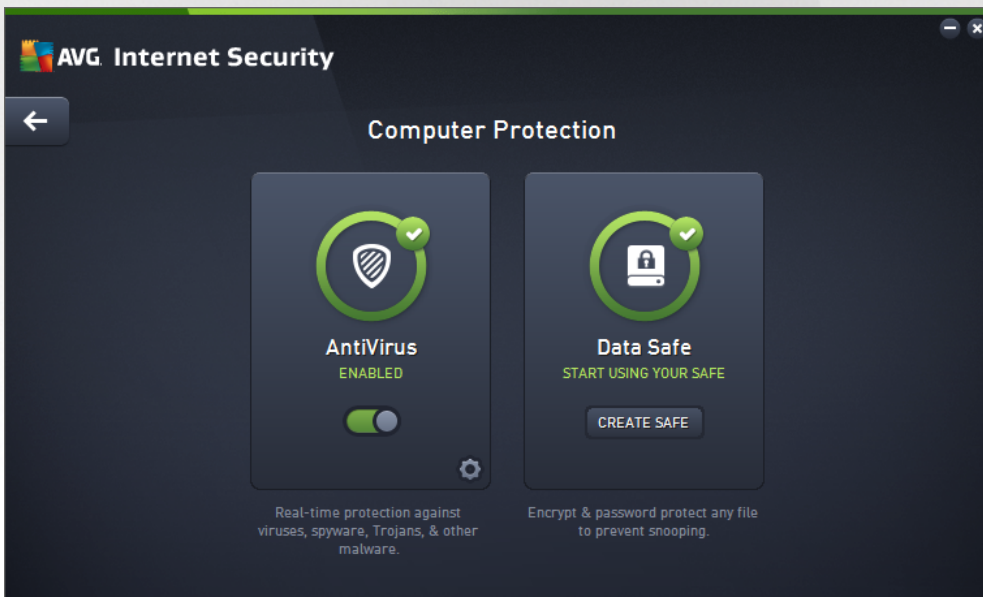 AVG. Internet Security
Computer Protection
AntiVirus
ENABLED
Real-time protection against
viruses, spyware, Trojans, & other
malware.
Data Safe
START USING YOUR SAFE
CREATE SAFE
Encrypt & password protect any file
to prevent snooping.